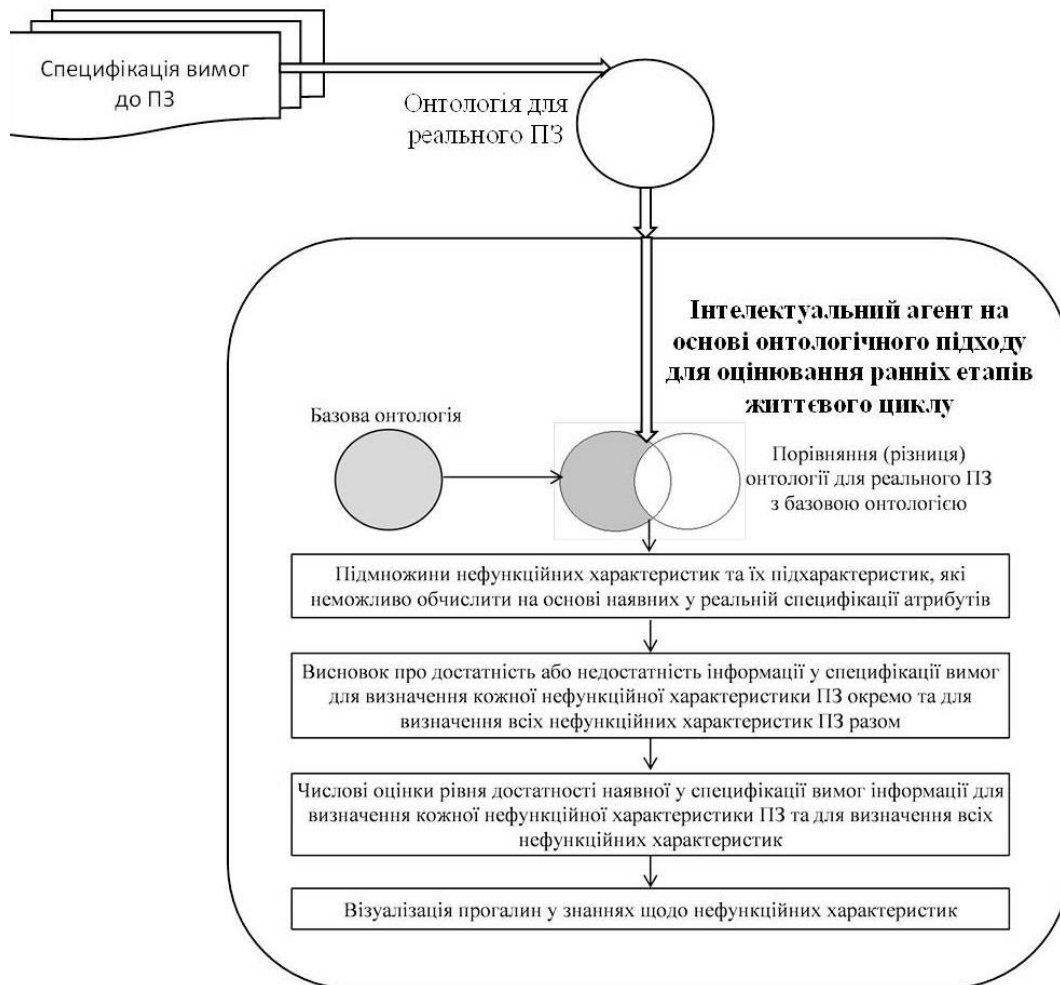 Специфікація вимог
до ПЗ
Онтологія для
реального ПЗ
Інтелектуальний агент на
основі онтологічного підходу
для оцінювання ранніх етапів
життєвого циклу
Базова онтологія
Порівняння (різниця)
онтології для реального ПЗ
з базовою онтологією
Підмножини нефункційних характеристик та їх підхарактеристик, які
неможливо обчислити на основі наявних у реальній специфікації атрибутів
Висновок про достатність або недостатність інформації у специфікації вимог
для визначення кожної нефункційної характеристики ПЗ окремо та для
визначення всіх нефункційних характеристик ПЗ разом
Числові оцінки рівня достатності наявної у специфікації вимог інформації для
визначення кожної нефункційної характеристики ПЗ та для визначення всіх
нефункційних характеристик
Візуалізація прогалин у знаннях щодо нефункційних характеристик